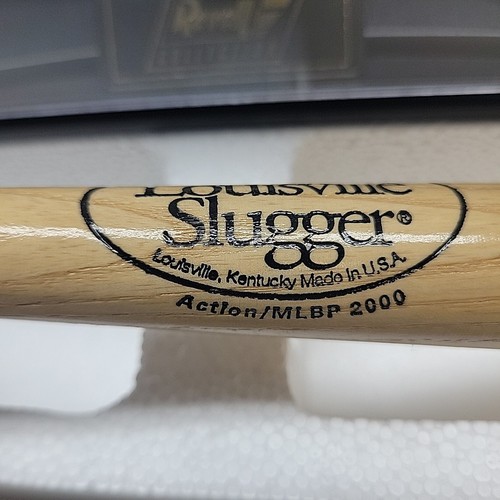 Louisville
Slugger®
Louisville, Kentucky Made In U.S.A.
Action/MLBP 2000